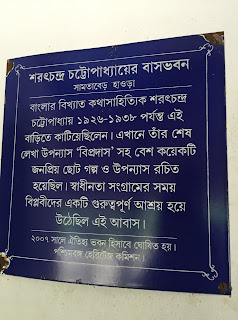 শরৎচন্দ্র চট্টোপাধ্যায়ের বাসভবন
সামতাবেড় হাওড়া
বাংলার বিখ্যাত কথাসাহিত্যিক শরৎচন্দ্র
চট্টোপাধ্যায় ১৯২৬-১৯৩৮ পর্যন্ত এই
বাড়িতে কাটিয়েছিলেন। এখানে তাঁর শেষ
লেখা উপন্যাস 'বিপ্রদাস' সহ বেশ কয়েকটি
জনপ্রিয় ছোট গল্প ও উপন্যাস রচিত
হয়েছিল। স্বাধীনতা সংগ্রামের সময়
বিপ্লবীদের একটি গুরুত্বপূর্ণ আশ্রয় হয়ে
উঠেছিল এই আবাস।
২০০৭ সালে ঐতিহ্য ভবন হিসাবে ঘোষিত হয়।
পশ্চিমবঙ্গ হেরিটেজ কমিশন।